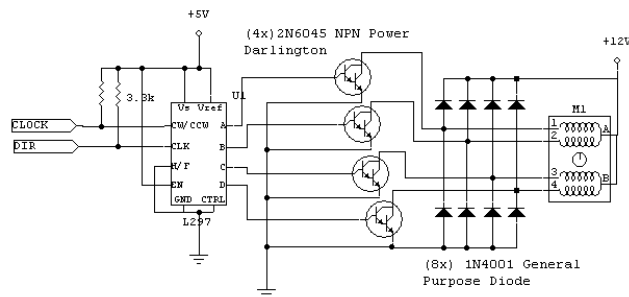 +5V
(4x)2N6045 NPN Power
Darlington
+12V
3.3k
U1
Vs Vref
M1
CLOCK
CW/CCW A
1
2
A
DIR
CLK B
H/F C
3
4
B
EN D
GND CTRL
L297
(8x) 1N4001 General
Purpose Diode